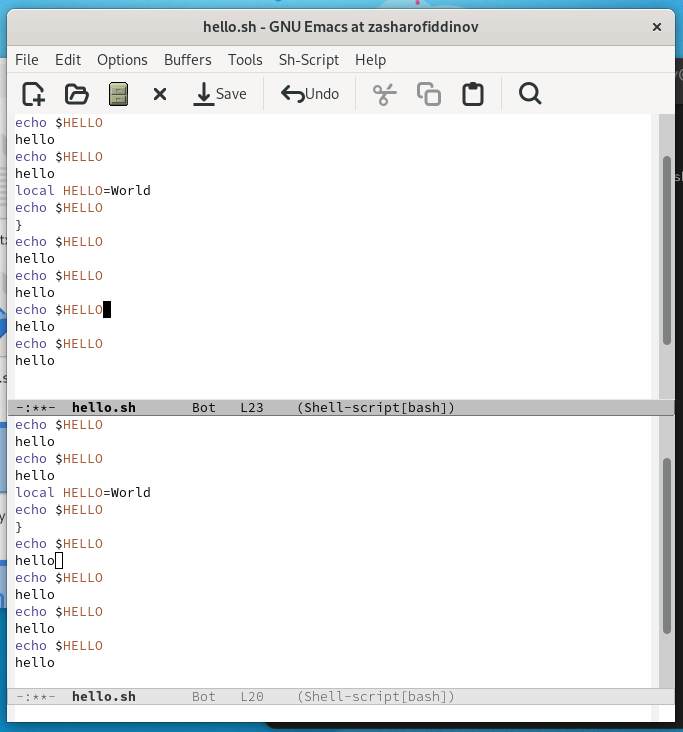 hello.sh - GNU Emacs at zasharofiddinov
File Edit Options Buffers Tools Sh-Script Help
Save Undo
echo $HELLO
hello
echo $HELLO
hello
local HELLO=World
echo $HELLO
}
echo $HELLO
hello
echo $HELLO
hello
echo $HELLO
hello
echo $HELLO
hello
-:**- hello.sh Bot L23 (Shell-script[bash])
echo $HELLO
hello
echo $HELLO
hello
local HELLO=World
echo $HELLO
}
echo $HELLO
hello
echo $HELLO
hello
echo $HELLO
hello
echo $HELLO
hello
-:**- hello.sh Bot L20 (Shell-script[bash])